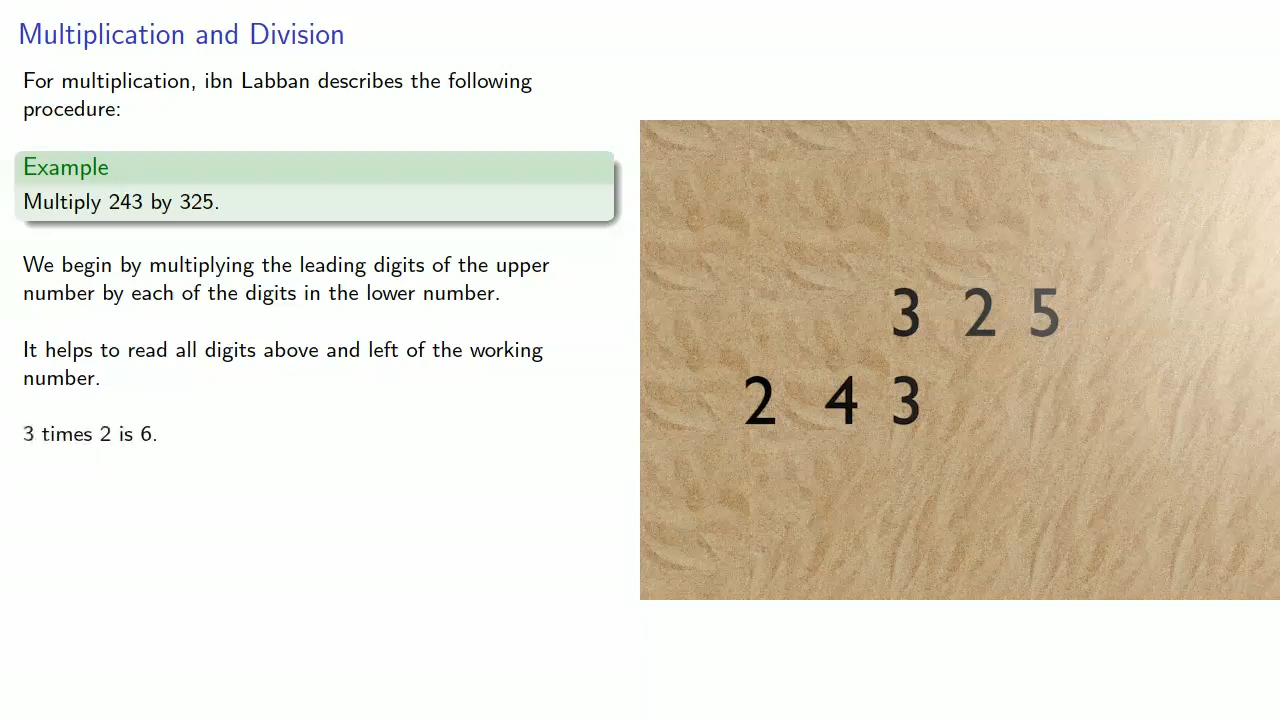 Multiplication and Division
For multiplication, ibn Labban describes the following
procedure:
Example
Multiply 243 by 325.
We begin by multiplying the leading digits of the upper
number by each of the digits in the lower number.
It helps to read all digits above and left of the working
number.
3 times 2 is 6.
3 2 5
2 4 3